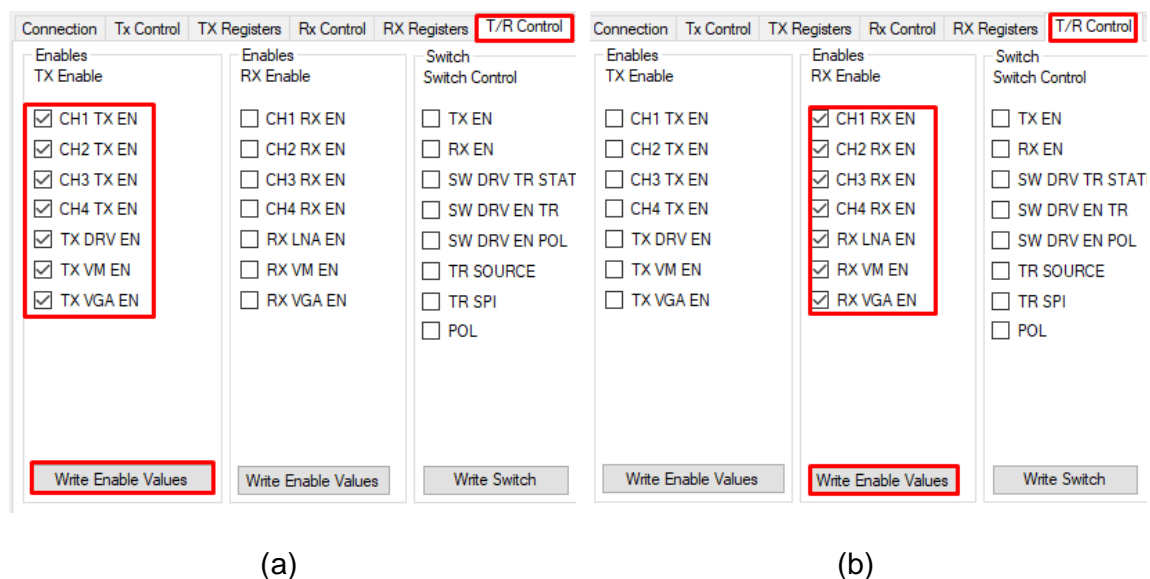 Connection Tx Control TX Registers Rx Control RX Registers T/R Control
Enables
TX Enable
CH1 TX EN
CH2 TX EN
CH3 TX EN
CH4 TX EN
TX DRV EN
TX VM EN
TX VGA EN
Write Enable Values
Enables
RX Enable
CH1 RX EN
CH2 RX EN
CH3 RX EN
CH4 RX EN
RX LNA EN
RX VM EN
RX VGA EN
Write Enable Values
Switch
Switch Control
TX EN
RX EN
SW DRV TR STAT
SW DRV EN TR
SW DRV EN POL
TR SOURCE
TR SPI
POL
Write Switch
(a)
Connection Tx Control TX Registers Rx Control RX Registers T/R Control
Enables
TX Enable
CH1 TX EN
CH2 TX EN
CH3 TX EN
CH4 TX EN
TX DRV EN
TX VM EN
TX VGA EN
Write Enable Values
Enables
RX Enable
CH1 RX EN
CH2 RX EN
CH3 RX EN
CH4 RX EN
RX LNA EN
RX VM EN
RX VGA EN
Write Enable Values
Switch
Switch Control
TX EN
RX EN
SW DRV TR STAT
SW DRV EN TR
SW DRV EN POL
TR SOURCE
TR SPI
POL
Write Switch
(b)